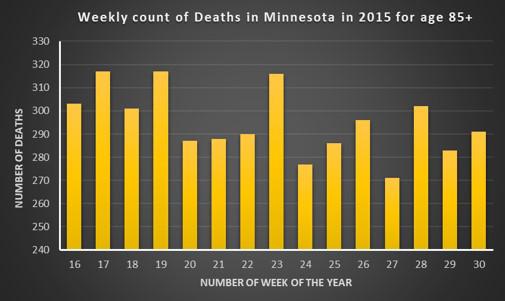 Weekly count of Deaths in Minnesota in 2015 for age 85+
330
320
310
300
290
280
270
260
250
240
NUMBER OF DEATHS
16 17 18 19 20 21 22 23 24 25 26 27 28 29 30
NUMBER OF WEEK OF THE YEAR